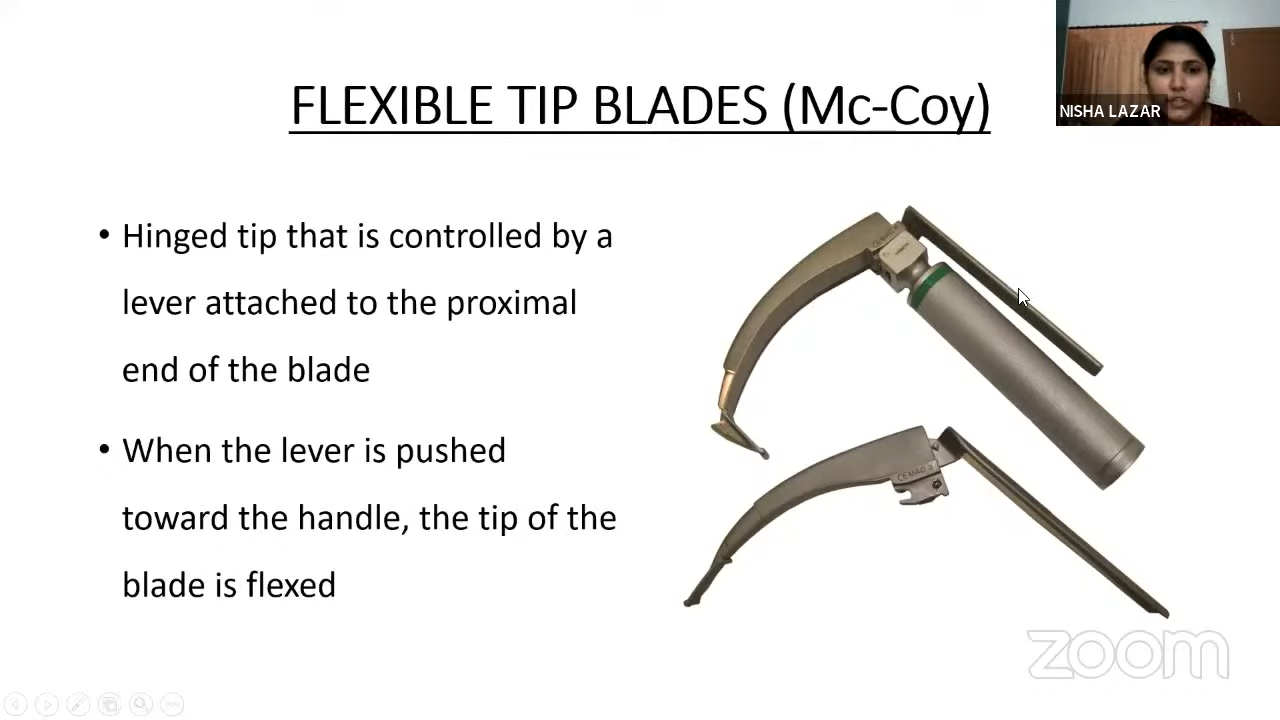 FLEXIBLE TIP BLADES (Mc-Coy)
NISHA LAZAR
• Hinged tip that is controlled by a
lever attached to the proximal
end of the blade
• When the lever is pushed
toward the handle, the tip of the
blade is flexed
zoom